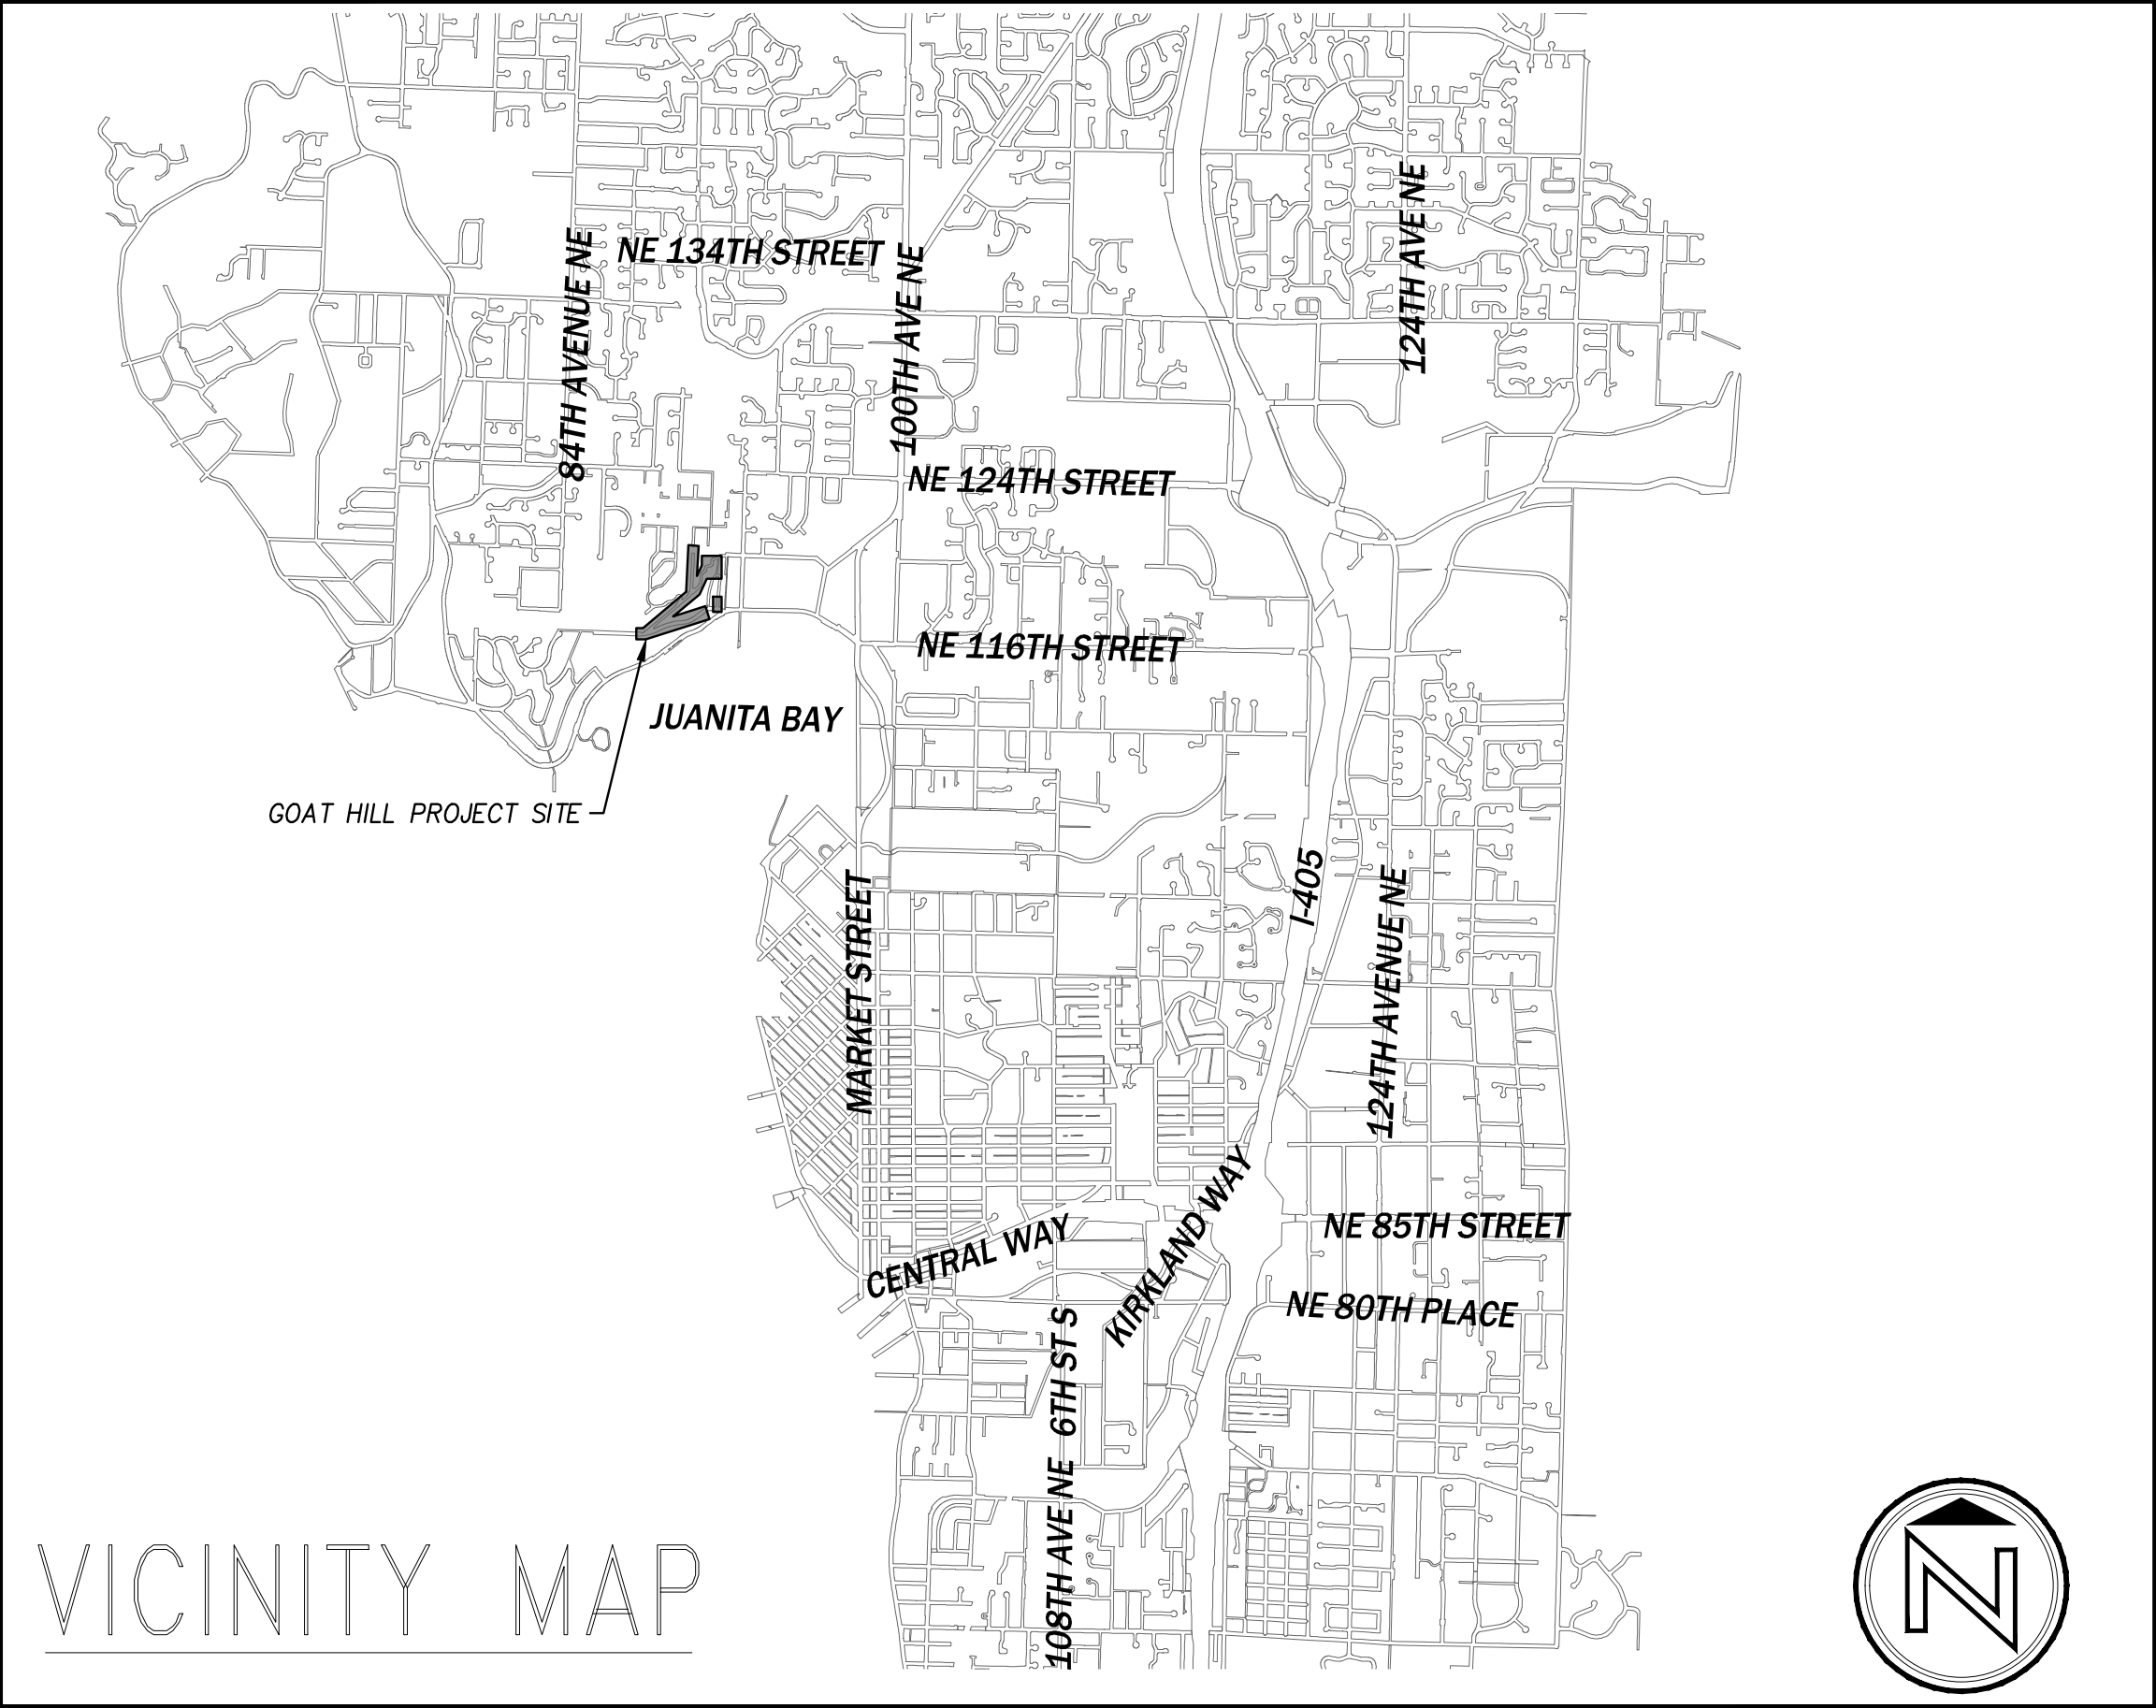 124TH AVE NE
84TH AVENUE NE
NE 134TH STREET
100TH AVE NE
NE 124TH STREET
NE 116TH STREET
JUANITA BAY
GOAT HILL PROJECT SITE
I-405
MARKET STREET
124TH AVENUE NE
KIRKLAND WAY
NE 85TH STREET
CENTRAL WAY
NE 80TH PLACE
6TH ST S
108TH AVE NE
VICINITY MAP
N